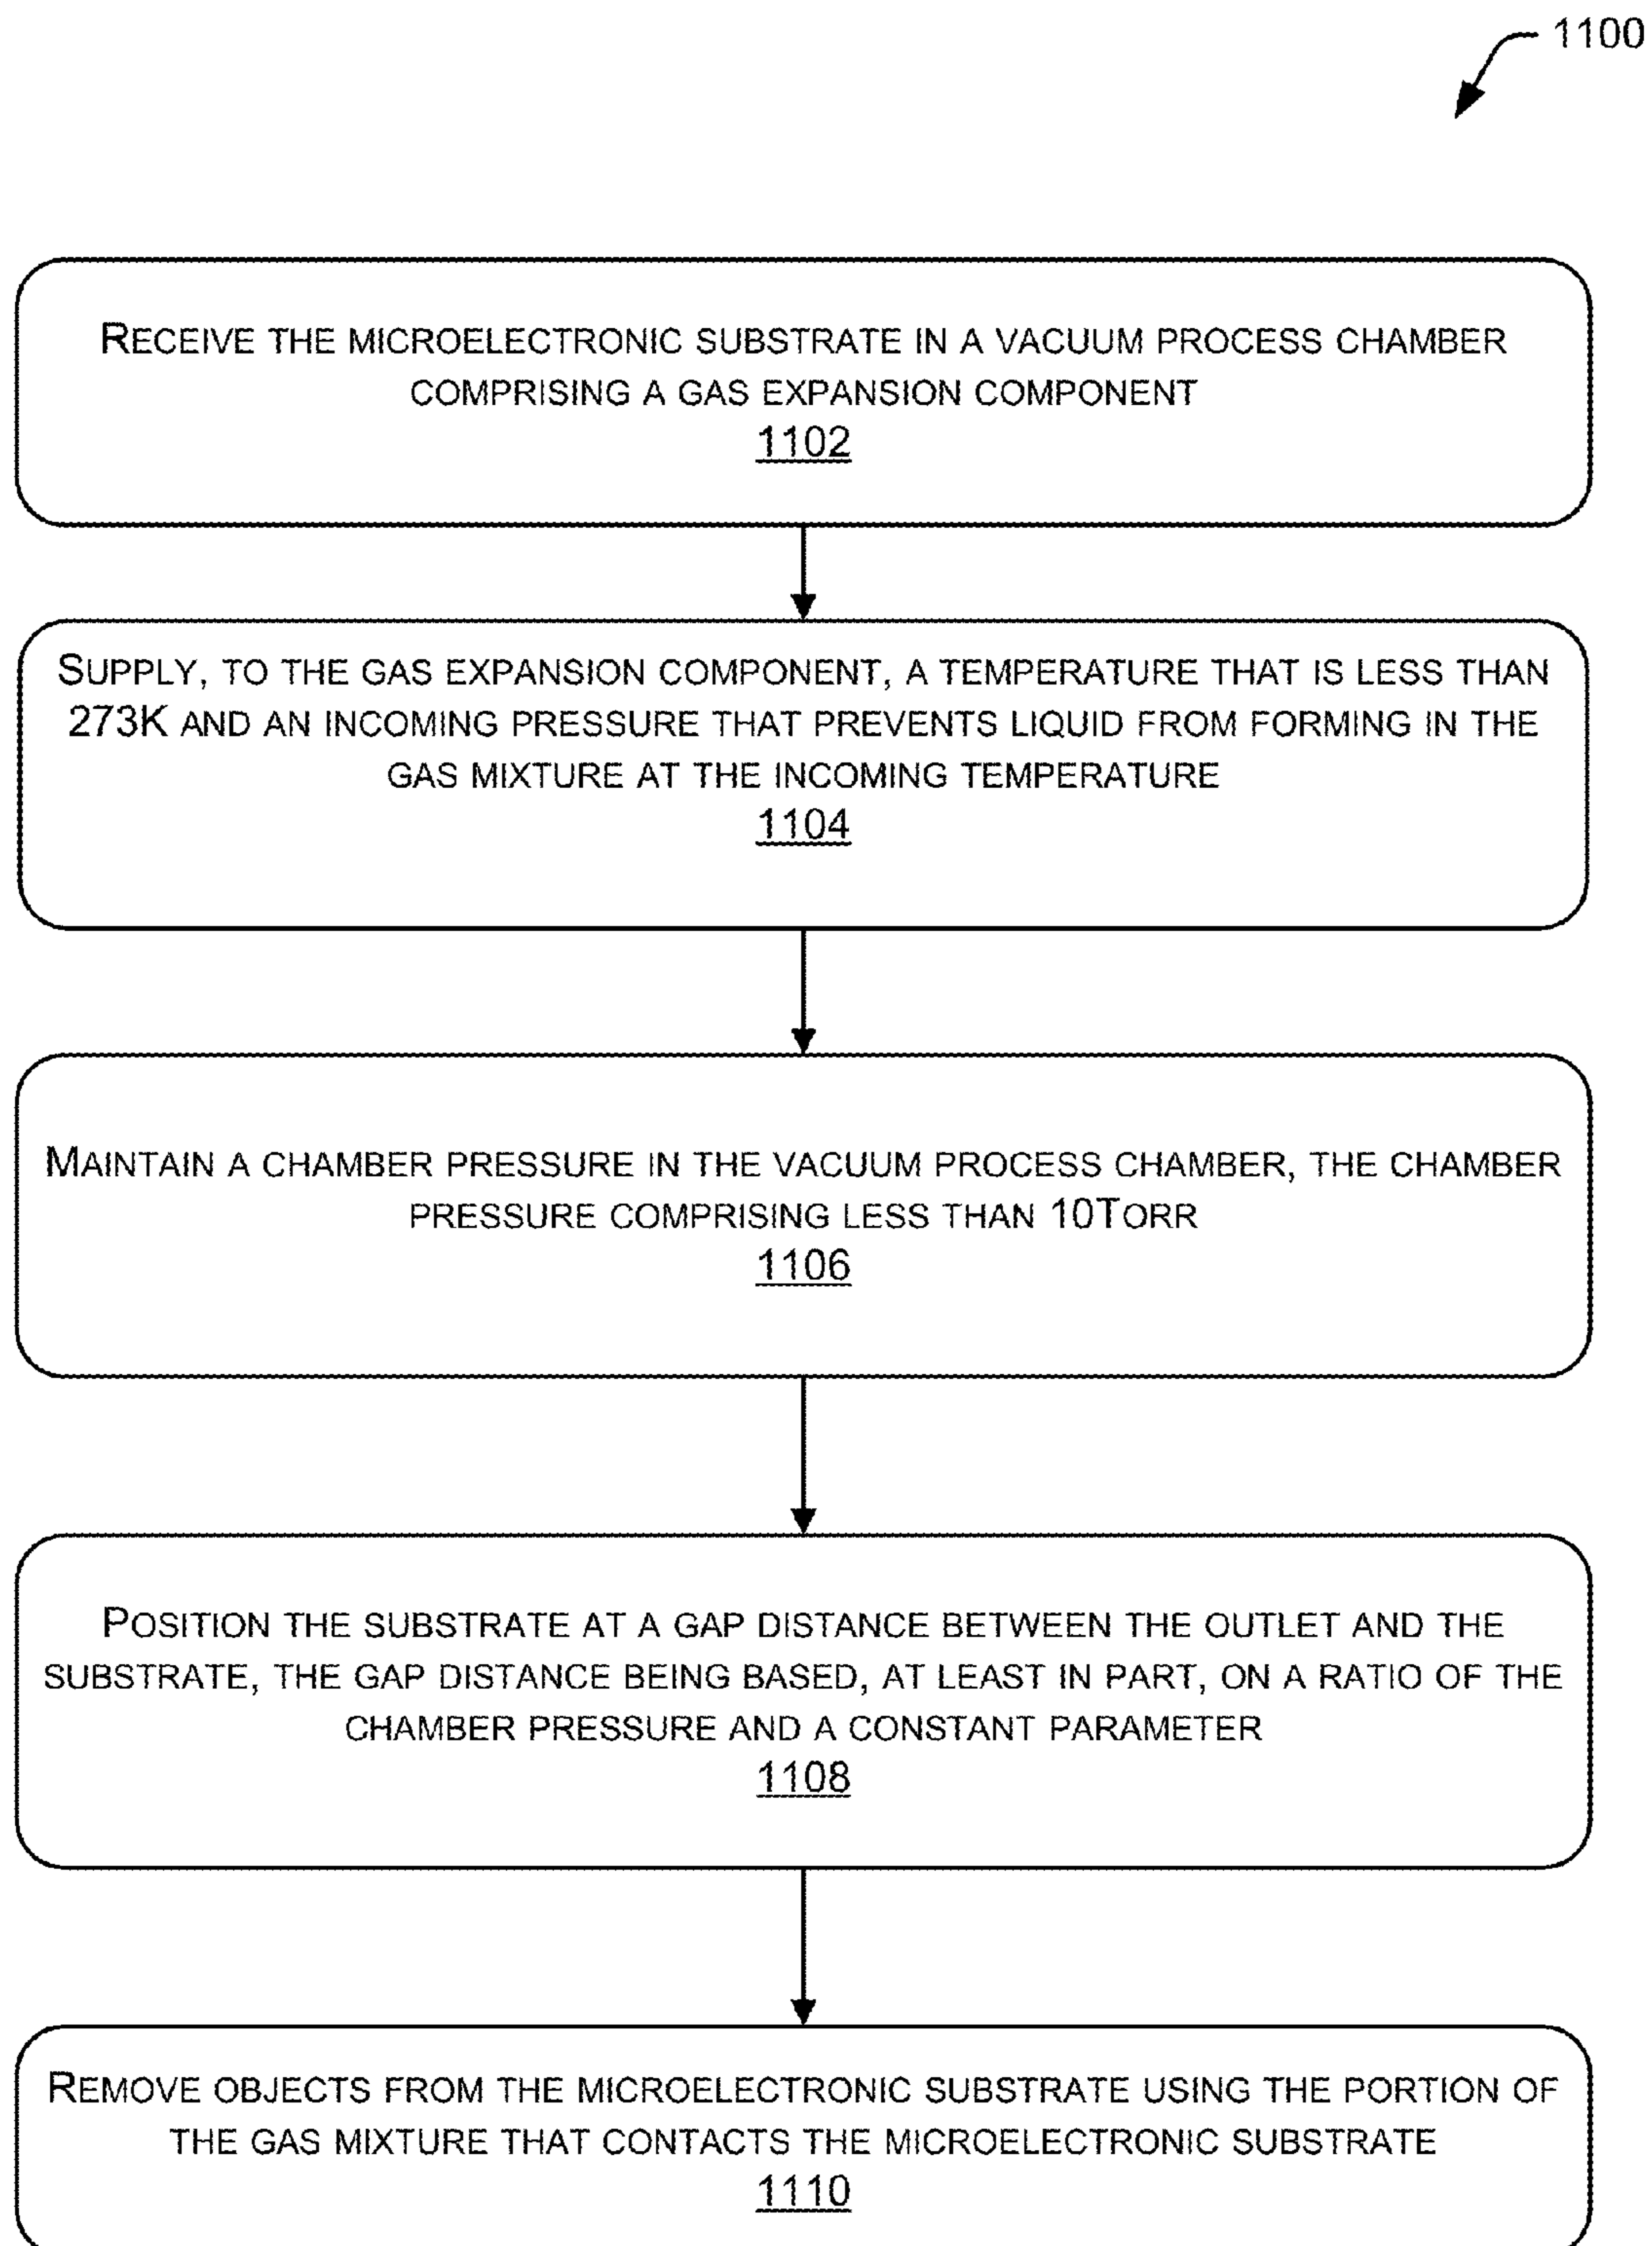 1100
RECEIVE THE MICROELECTRONIC SUBSTRATE IN A VACUUM PROCESS CHAMBER
COMPRISING A GAS EXPANSION COMPONENT
1102
SUPPLY, TO THE GAS EXPANSION COMPONENT, A TEMPERATURE THAT IS LESS THAN
273K AND AN INCOMING PRESSURE THAT PREVENTS LIQUID FROM FORMING IN THE
GAS MIXTURE AT THE INCOMING TEMPERATURE
1104
MAINTAIN A CHAMBER PRESSURE IN THE VACUUM PROCESS CHAMBER, THE CHAMBER
PRESSURE COMPRISING LESS THAN 10TORR
1106
POSITION THE SUBSTRATE AT A GAP DISTANCE BETWEEN THE OUTLET AND THE
SUBSTRATE, THE GAP DISTANCE BEING BASED, AT LEAST IN PART, ON A RATIO OF THE
CHAMBER PRESSURE AND A CONSTANT PARAMETER
1108
REMOVE OBJECTS FROM THE MICROELECTRONIC SUBSTRATE USING THE PORTION OF
THE GAS MIXTURE THAT CONTACTS THE MICROELECTRONIC SUBSTRATE
1110